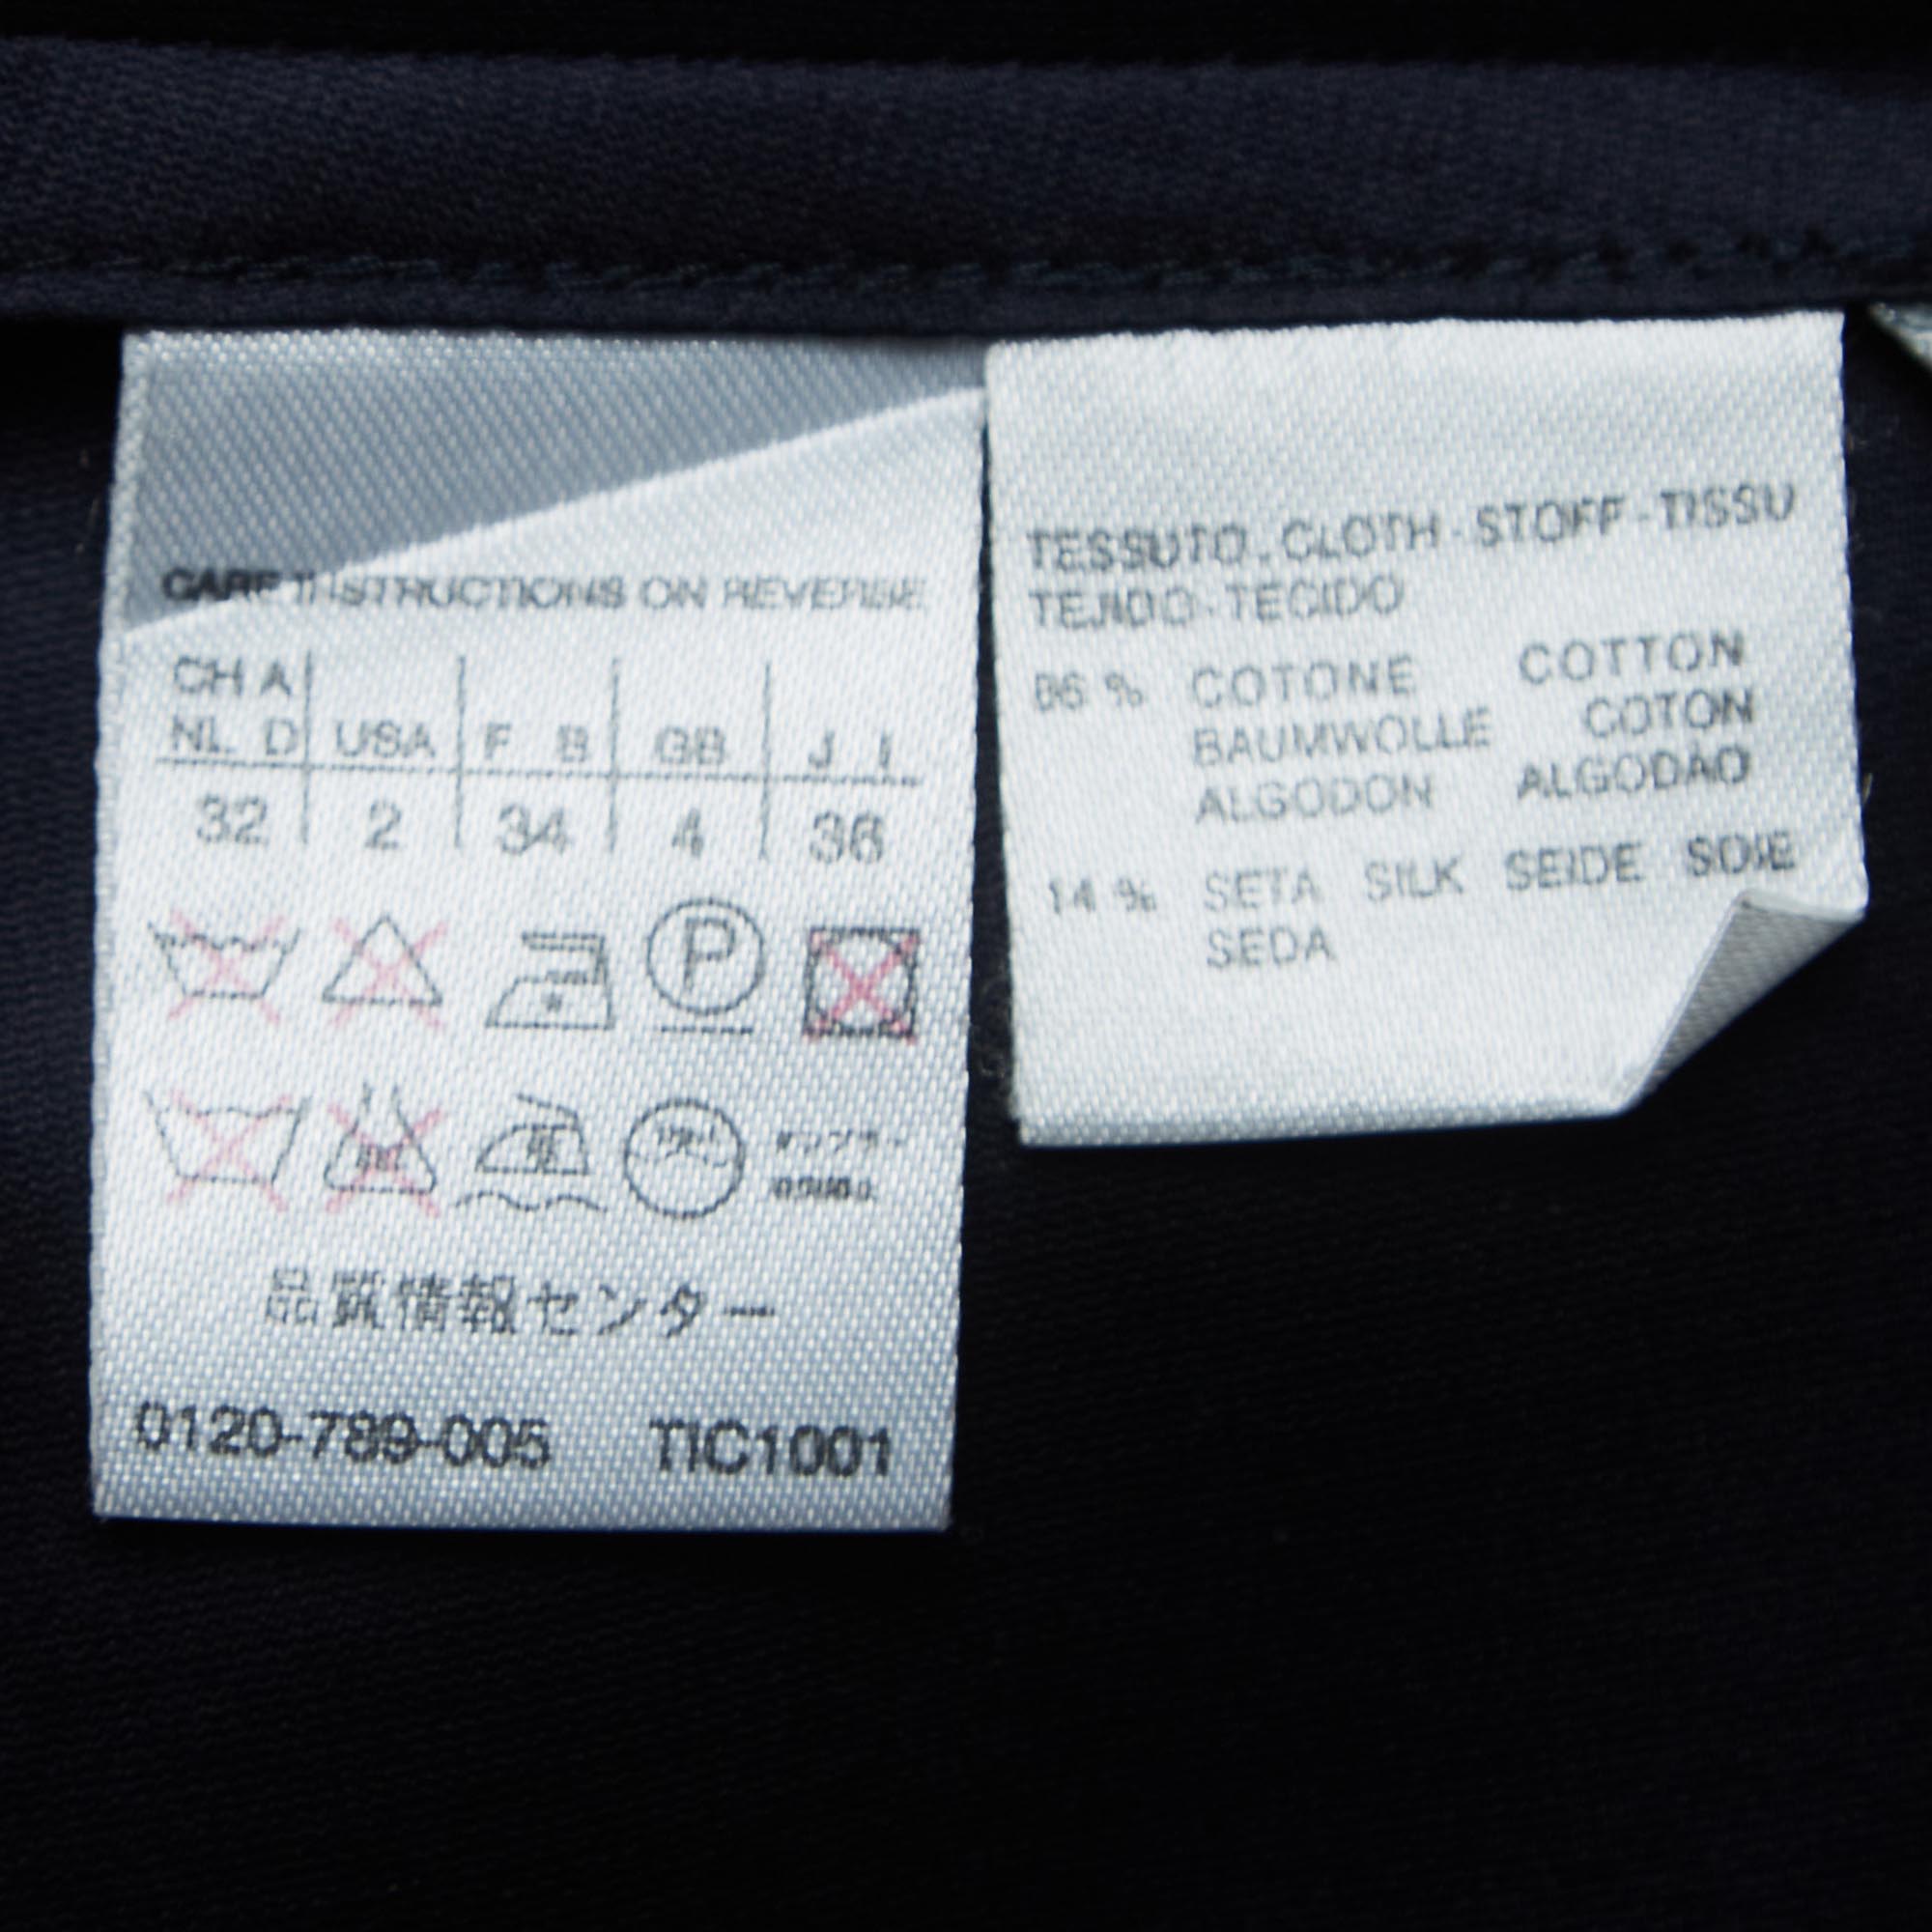 CARE INSTRUCTIONS ON REVERSE
CH A
NL D USA F B GB J I
32 2 34 4 36
P
品質情報センター
0120-789-005 TIC1001
TESSUTO-CLOTH-STOFF-TISSU
TEJIDO-TECIDO
86 % COTONE COTTON
BAUMWOLLE COTON
ALGODON ALGODAO
14 % SETA SILK SEIDE SOIE
SEDA